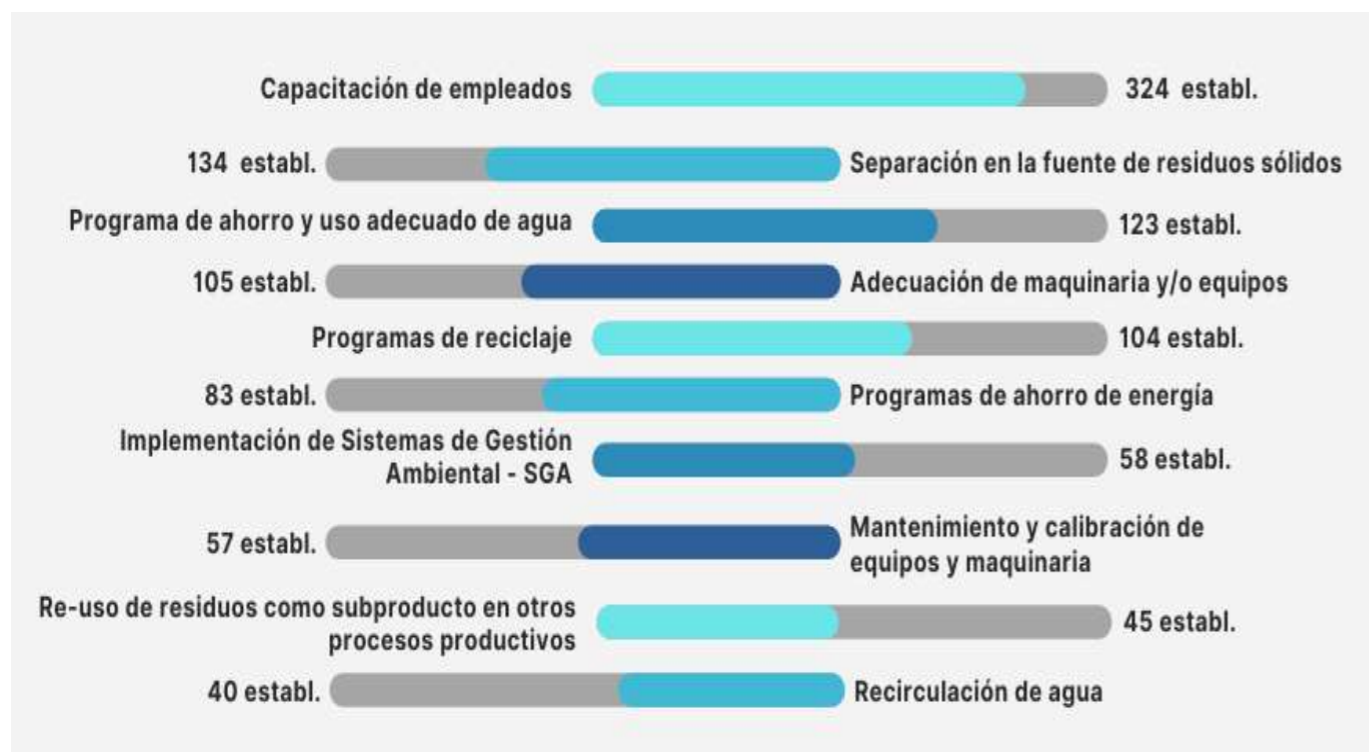 Capacitación de empleados 324 establ.
134 establ. Separación en la fuente de residuos sólidos
Programa de ahorro y uso adecuado de agua 123 establ.
105 establ. Adecuación de maquinaria y/o equipos
Programas de reciclaje 104 establ.
83 establ. Programas de ahorro de energía
Implementación de Sistemas de Gestión
Ambiental - SGA 58 establ.
57 establ. Mantenimiento y calibración de
equipos y maquinaria
Re-uso de residuos como subproducto en otros
procesos productivos 45 establ.
40 establ. Recirculación de agua